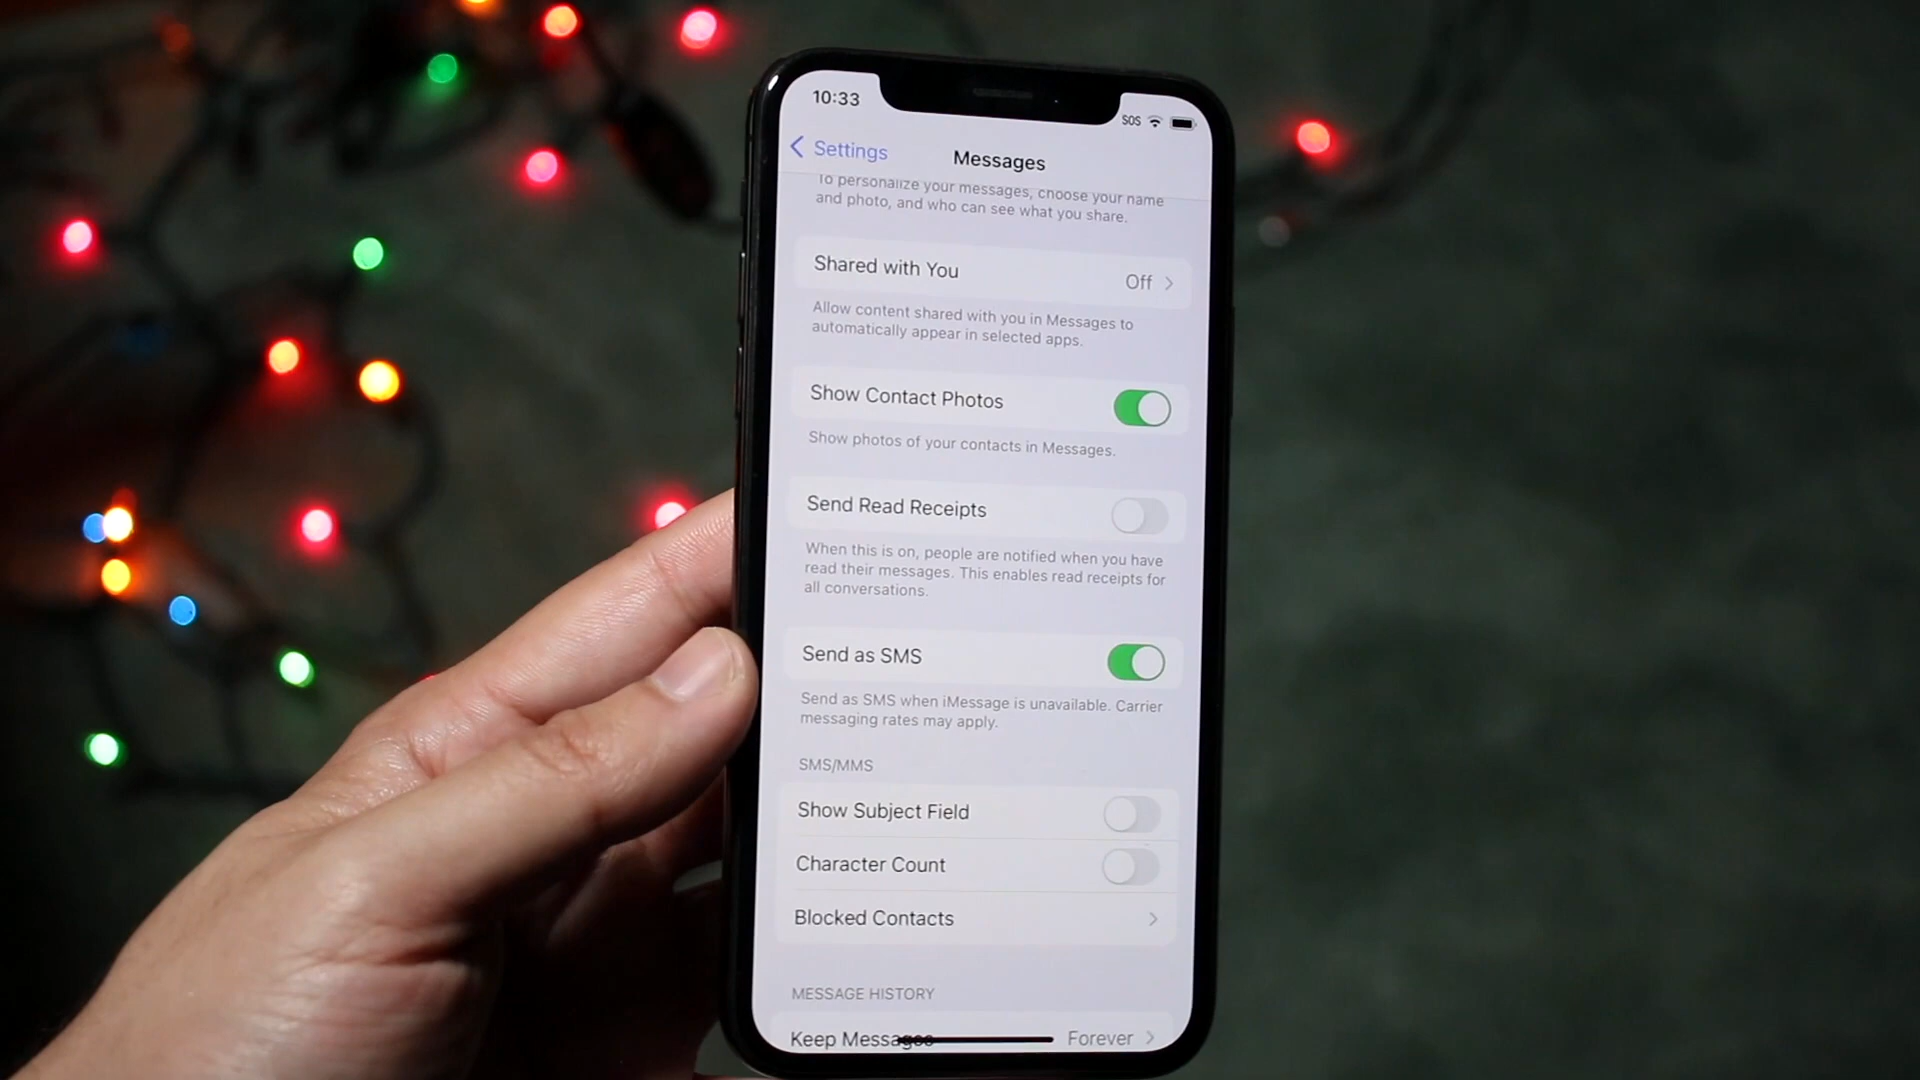 10:33
SOS
Settings
Messages
To personalize your messages, choose your name
and photo, and who can see what you share.
Shared with You
Off
Allow content shared with you in Messages to
automatically appear in selected apps.
Show Contact Photos
Show photos of your contacts in Messages.
Send Read Receipts
When this is on, people are notified when you have
read their messages. This enables read receipts for
all conversations.
Send as SMS
Send as SMS when iMessage is unavailable. Carrier
messaging rates may apply.
SMS/MMS
Show Subject Field
Character Count
Blocked Contacts
MESSAGE HISTORY
Keep Messages
Forever